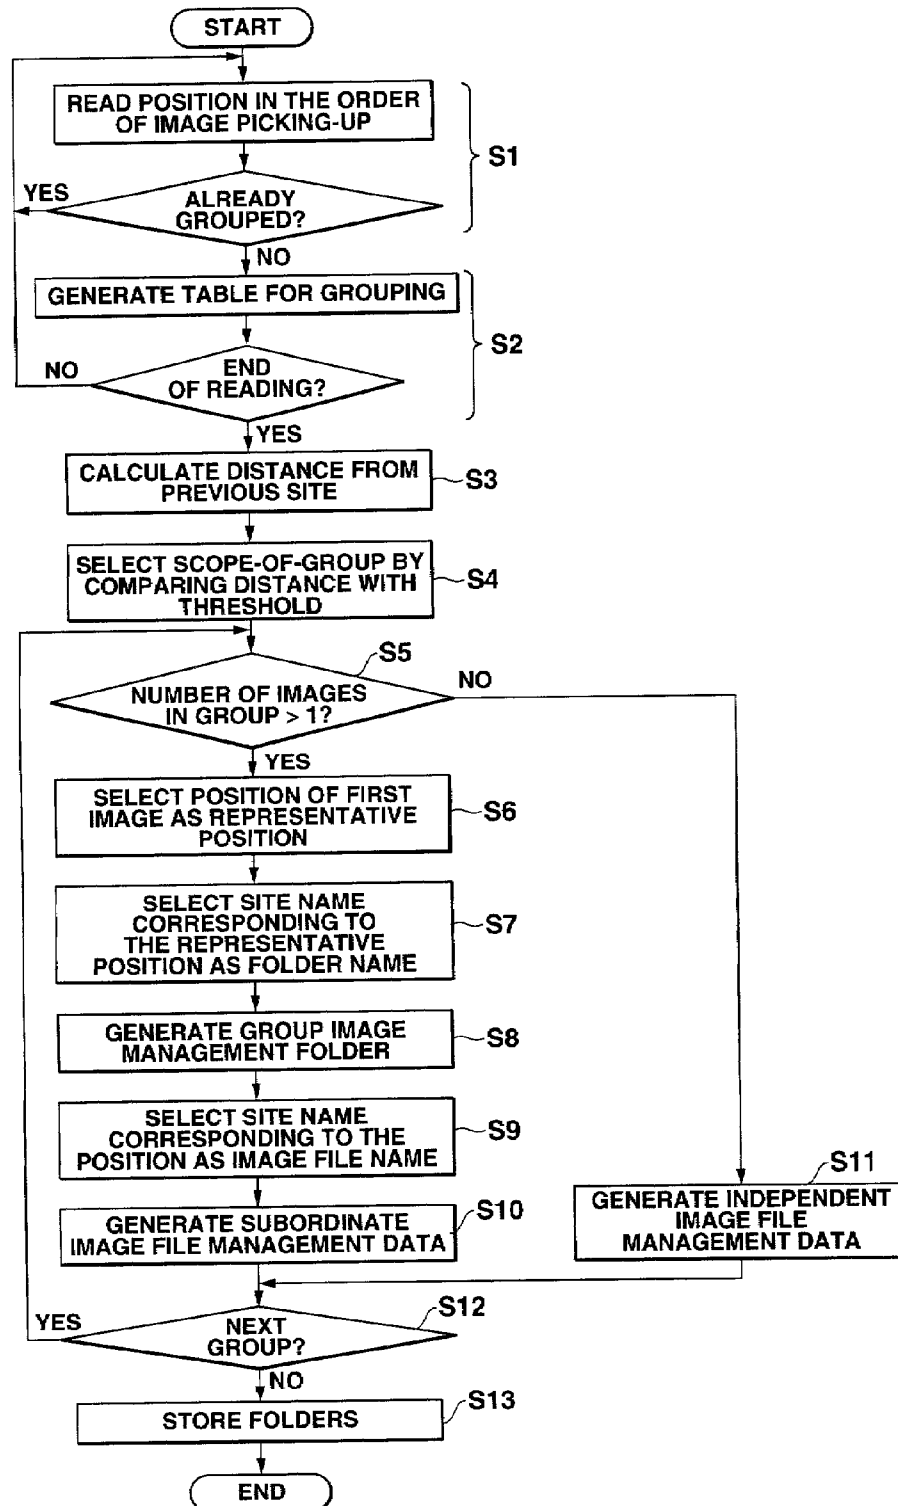 START
READ POSITION IN THE ORDER
OF IMAGE PICKING-UP
S1
YES
ALREADY
GROUPED?
NO
GENERATE TABLE FOR GROUPING
S2
NO
END
OF READING?
YES
CALCULATE DISTANCE FROM
PREVIOUS SITE
S3
SELECT SCOPE-OF-GROUP BY
COMPARING DISTANCE WITH
THRESHOLD
S4
S5
NUMBER OF IMAGES
IN GROUP > 1?
NO
YES
SELECT POSITION OF FIRST
IMAGE AS REPRESENTATIVE
POSITION
S6
SELECT SITE NAME
CORRESPONDING TO
THE REPRESENTATIVE
POSITION AS FOLDER NAME
S7
GENERATE GROUP IMAGE
MANAGEMENT FOLDER
S8
SELECT SITE NAME
CORRESPONDING TO THE
POSITION AS IMAGE FILE NAME
S9
GENERATE SUBORDINATE
IMAGE FILE MANAGEMENT DATA
S10
S11
GENERATE INDEPENDENT
IMAGE FILE
MANAGEMENT DATA
S12
YES
NEXT
GROUP?
NO
STORE FOLDERS
S13
END